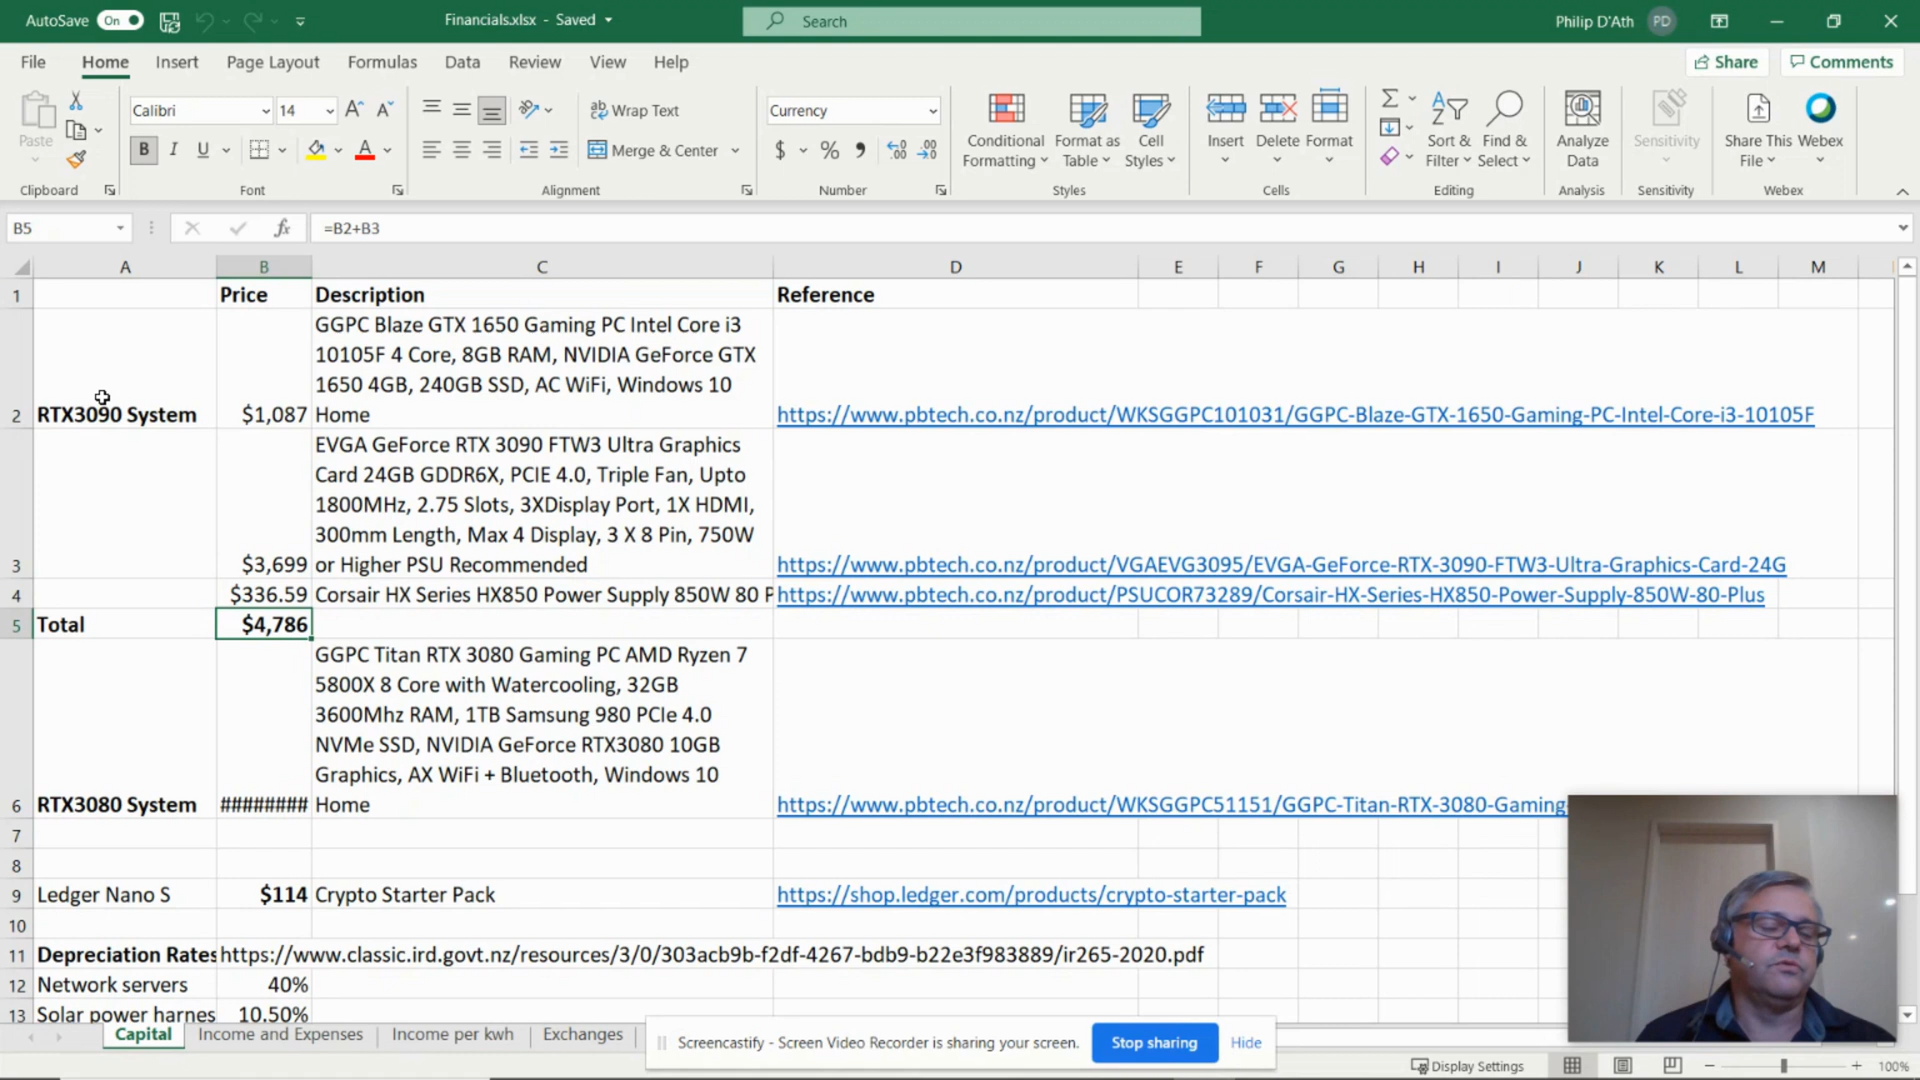 AutoSave On Financials.xlsx - Saved Search Philip D'Ath PD
File Home Insert Page Layout Formulas Data Review View Help Share Comments
Calibri 14 Wrap Text Currency
Paste B I U Merge & Center $ % Conditional Formatting Format as Table Cell Styles Insert Delete Format Sort & Filter Find & Select Analyze Data Sensitivity Share This File Webex
Clipboard Font Alignment Number Styles Cells Editing Analysis Sensitivity Webex
B5 fx =B2+B3
A B C D E F G H I J K L M
1 Price Description Reference
GGPC Blaze GTX 1650 Gaming PC Intel Core i3
10105F 4 Core, 8GB RAM, NVIDIA GeForce GTX
1650 4GB, 240GB SSD, AC WiFi, Windows 10
2 RTX3090 System $1,087 Home https://www.pbtech.co.nz/product/WKSGGPC101031/GGPC-Blaze-GTX-1650-Gaming-PC-Intel-Core-i3-10105F
EVGA GeForce RTX 3090 FTW3 Ultra Graphics
Card 24GB GDDR6X, PCIE 4.0, Triple Fan, Upto
1800MHz, 2.75 Slots, 3XDisplay Port, 1X HDMI,
300mm Length, Max 4 Display, 3 X 8 Pin, 750W
3 $3,699 or Higher PSU Recommended https://www.pbtech.co.nz/product/VGAEVG3095/EVGA-GeForce-RTX-3090-FTW3-Ultra-Graphics-Card-24G
4 $336.59 Corsair HX Series HX850 Power Supply 850W 80 P https://www.pbtech.co.nz/product/PSUCOR73289/Corsair-HX-Series-HX850-Power-Supply-850W-80-Plus
5 Total $4,786
GGPC Titan RTX 3080 Gaming PC AMD Ryzen 7
5800X 8 Core with Watercooling, 32GB
3600Mhz RAM, 1TB Samsung 980 PCIe 4.0
NVMe SSD, NVIDIA GeForce RTX3080 10GB
Graphics, AX WiFi + Bluetooth, Windows 10
6 RTX3080 System ######## Home https://www.pbtech.co.nz/product/WKSGGPC51151/GGPC-Titan-RTX-3080-Gaming-
7
8
9 Ledger Nano S $114 Crypto Starter Pack https://shop.ledger.com/products/crypto-starter-pack
10
11 Depreciation Rates https://www.classic.ird.govt.nz/resources/3/0/303acb9b-f2df-4267-bdb9-b22e3f983889/ir265-2020.pdf
12 Network servers 40%
13 Solar power harnes 10.50%
Capital Income and Expenses Income per kwh Exchanges
Screencastify - Screen Video Recorder is sharing your screen. Stop sharing Hide
Display Settings 100%